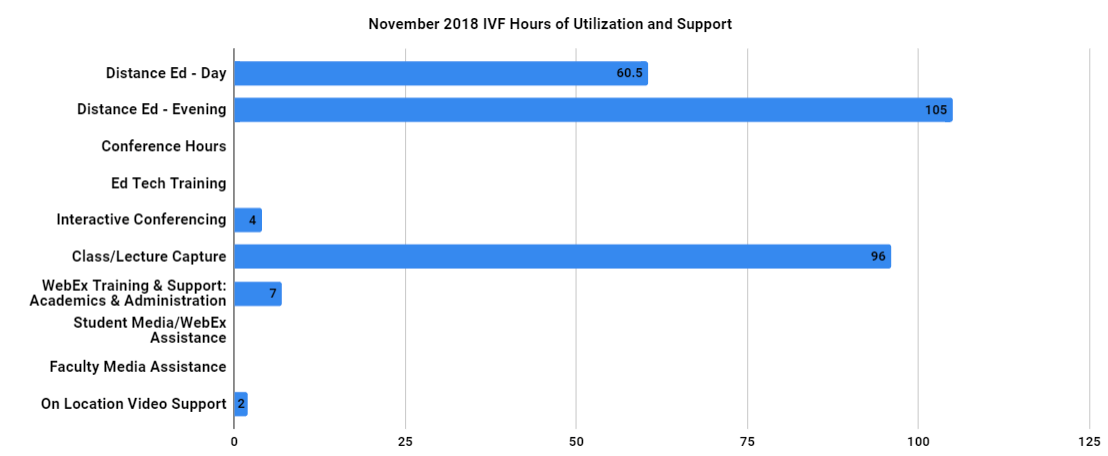 November 2018 IVF Hours of Utilization and Support
Distance Ed - Day
60.5
Distance Ed - Evening
105
Conference Hours
Ed Tech Training
Interactive Conferencing
4
Class/Lecture Capture
96
WebEx Training & Support:
Academics & Administration
7
Student Media/WebEx
Assistance
Faculty Media Assistance
On Location Video Support
2
0
25
50
75
100
125